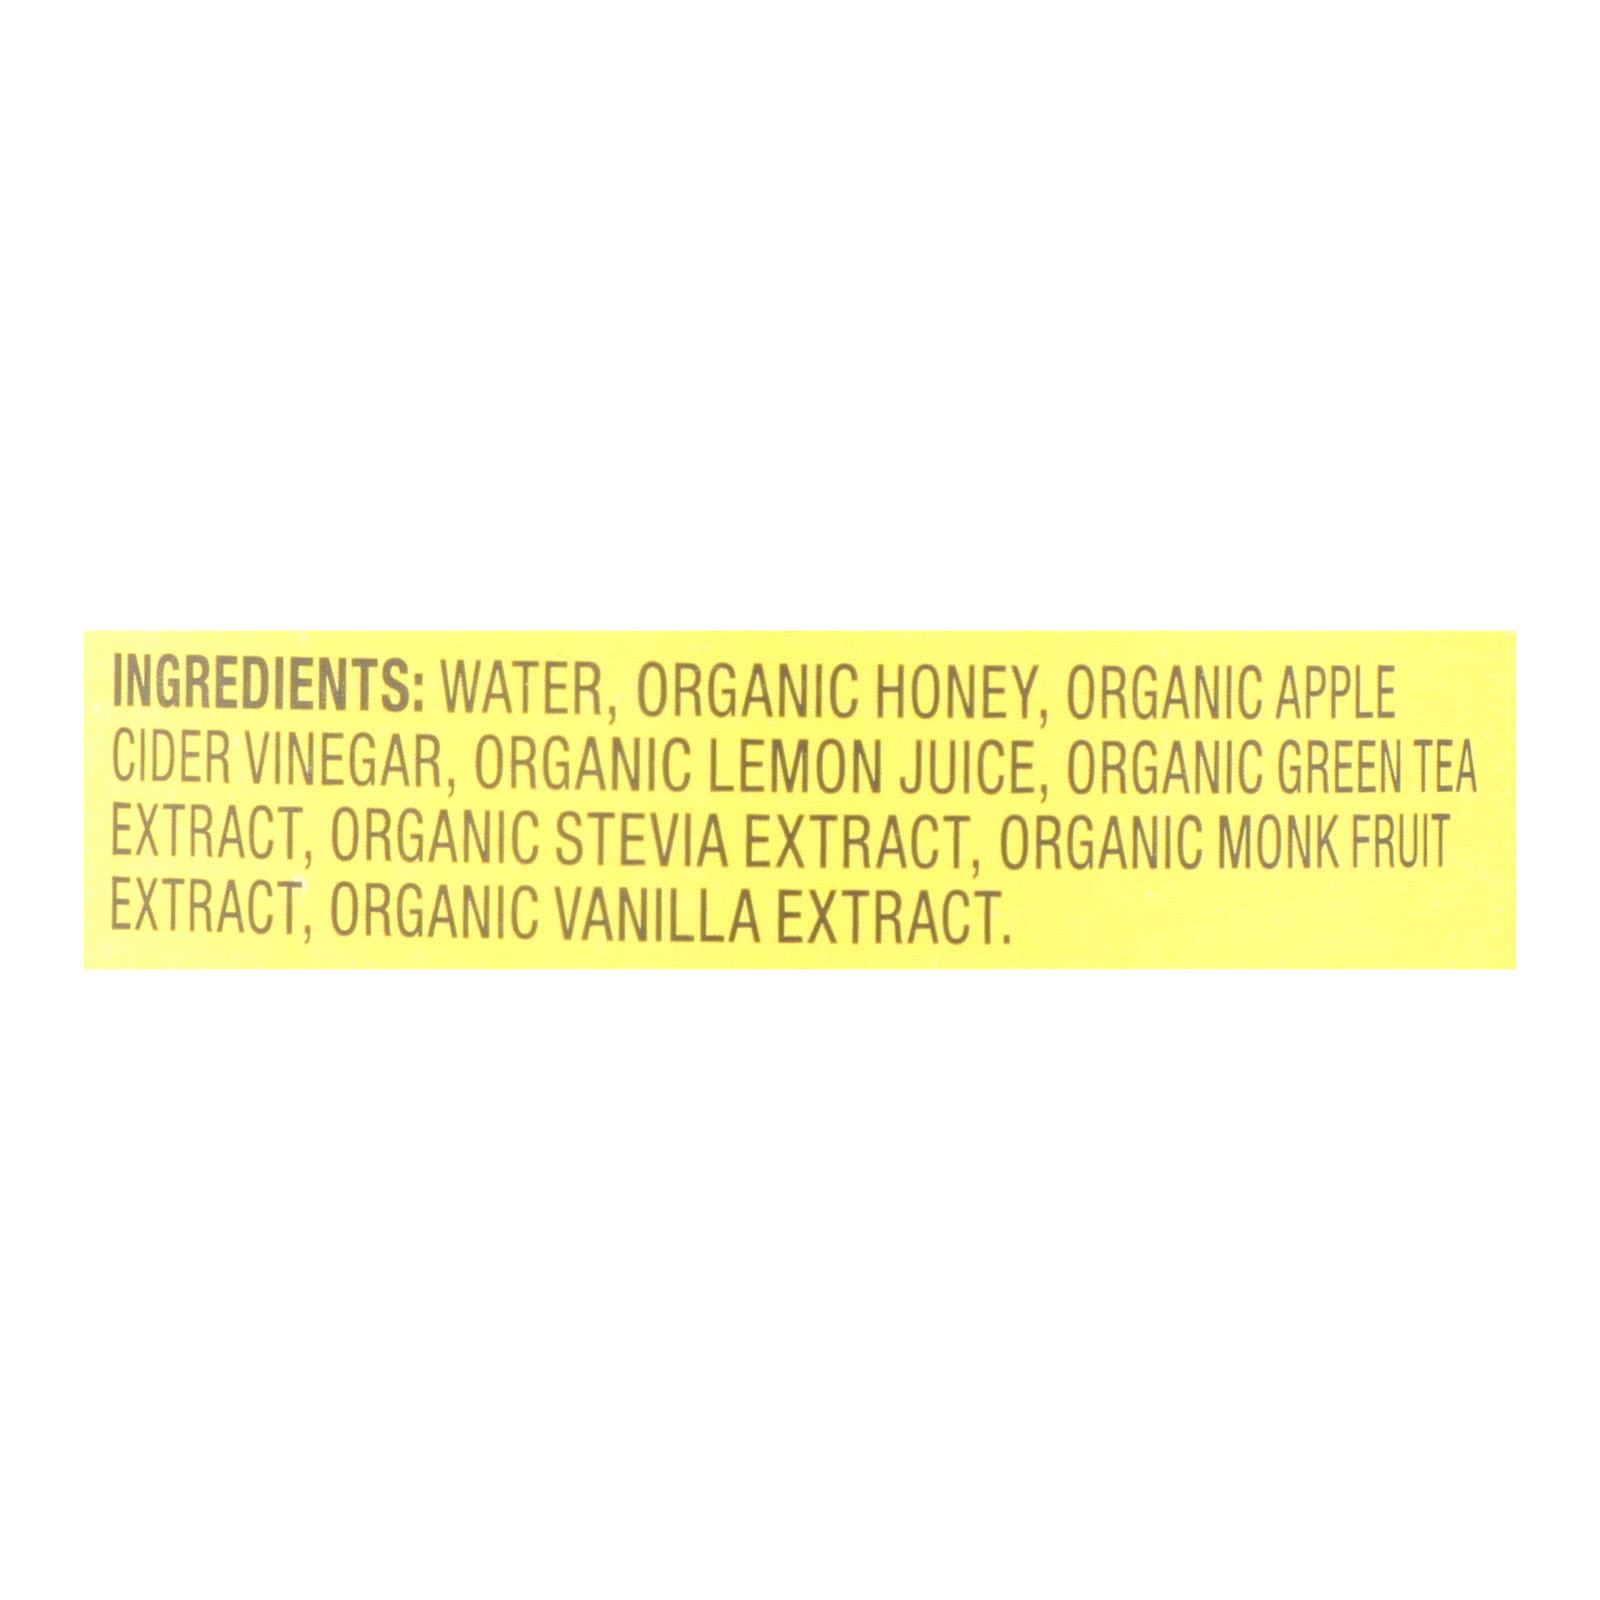 INGREDIENTS: WATER, ORGANIC HONEY, ORGANIC APPLE
CIDER VINEGAR, ORGANIC LEMON JUICE, ORGANIC GREEN TEA
EXTRACT, ORGANIC STEVIA EXTRACT, ORGANIC MONK FRUIT
EXTRACT, ORGANIC VANILLA EXTRACT.